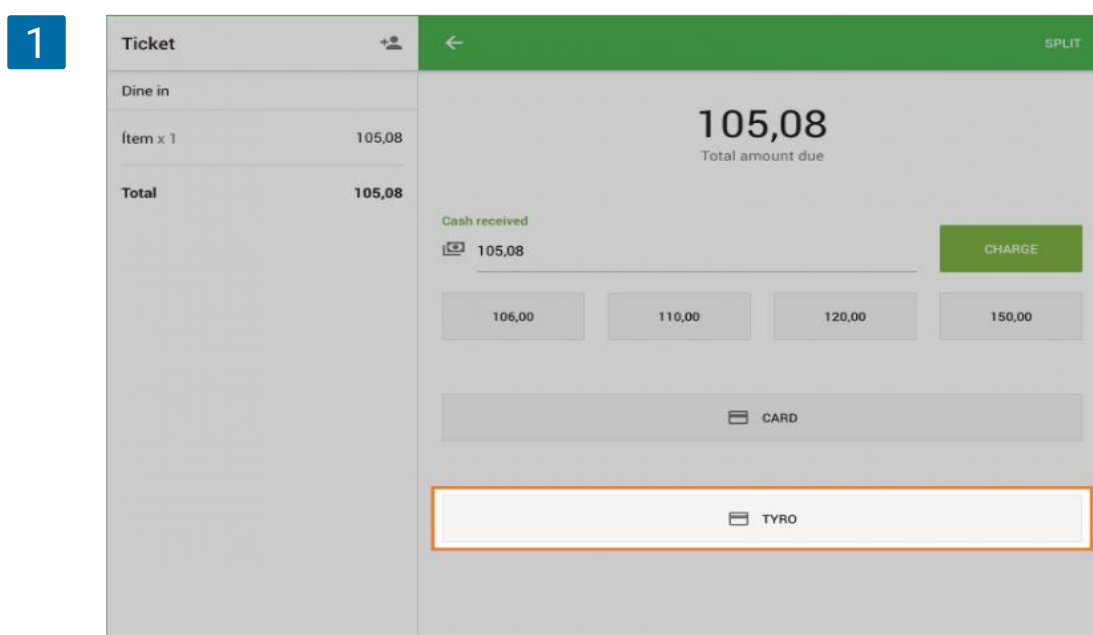 1
Ticket
SPLIT
Dine in
Ítem x 1 105,08
Total 105,08
105,08
Total amount due
Cash received
105,08
CHARGE
106,00 110,00 120,00 150,00
CARD
TYRO